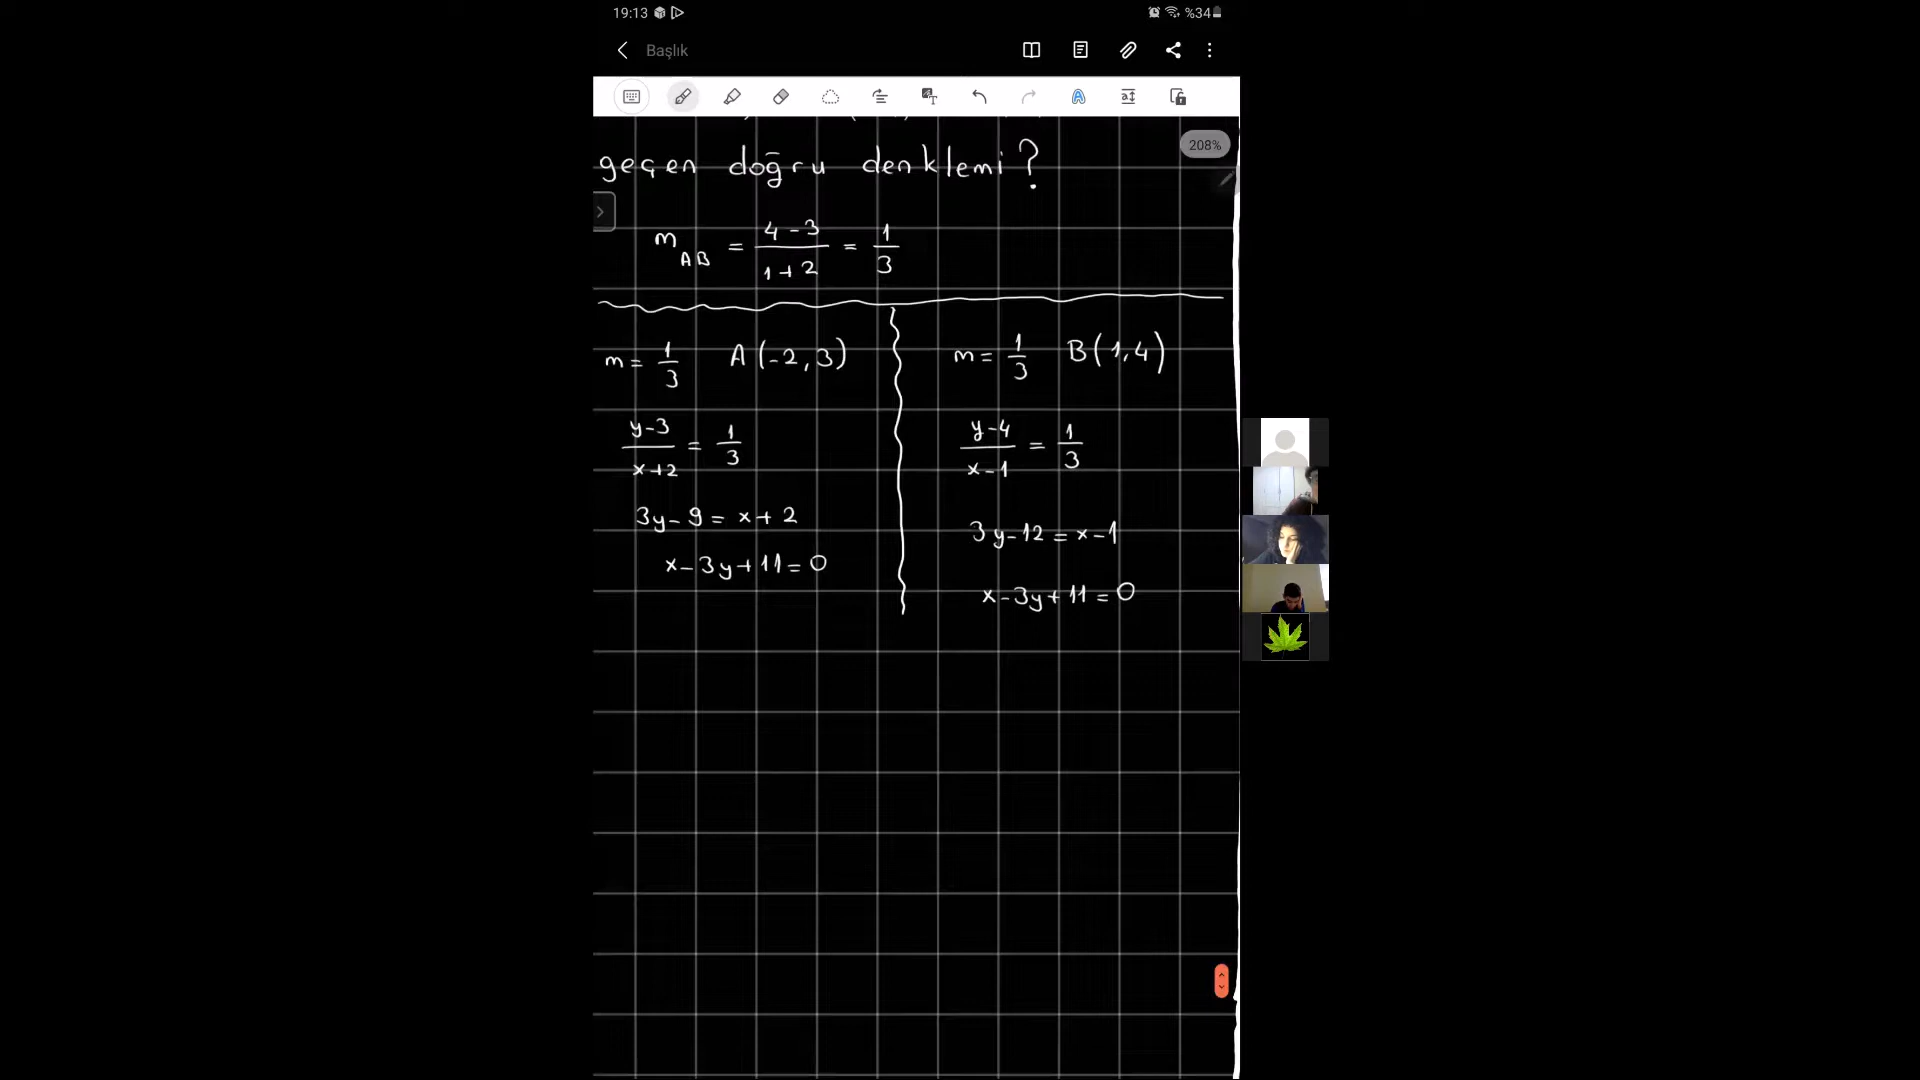 19:13 %34
Başlık
208%
geçen doğru denklemi?
m AB = 4-3 / 1+2 = 1/3
m = 1/3 A(-2,3)
y-3 / x+2 = 1/3
3y-9 = x+2
x-3y+11=0
m = 1/3 B(1,4)
y-4 / x-1 = 1/3
3y-12 = x-1
x-3y+11=0